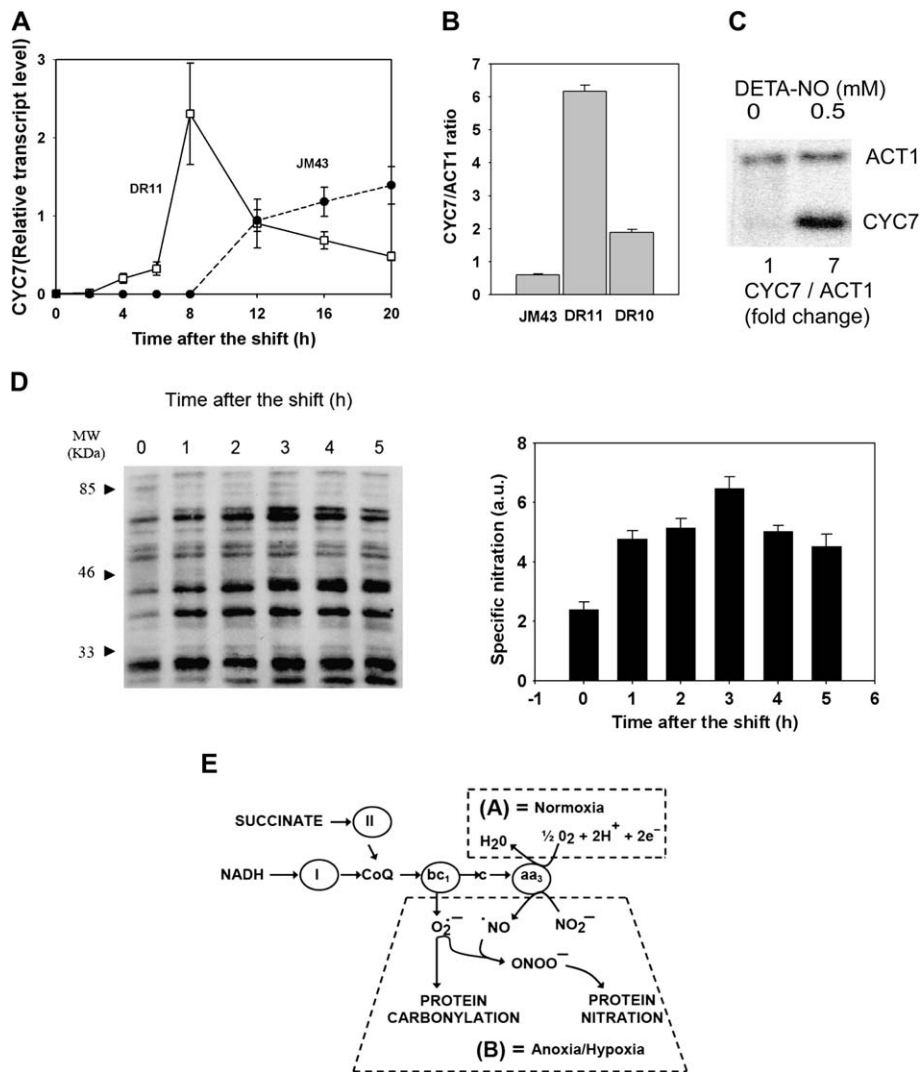 A
CYC7(Relative transcript level)
3
2
1
0
DR11
JM43
0 4 8 12 16 20
Time after the shift (h)
B
CYC7/ACT1 ratio
7
6
5
4
3
2
1
0
JM43 DR11 DR10
C
DETA-NO (mM)
0 0.5
ACT1
CYC7
1 7
CYC7 / ACT1
(fold change)
D
Time after the shift (h)
MW
(KDa)
0 1 2 3 4 5
85
46
33
Specific nitration (a.u.)
8
6
4
2
0
-1 0 1 2 3 4 5 6
Time after the shift (h)
E
(A) = Normoxia
H20 ½ 02 + 2H+ + 2e−
SUCCINATE II
NADH I CoQ bc1 c aa3
O2·− ·NO NO2−
ONOO−
PROTEIN
CARBONYLATION
PROTEIN
NITRATION
(B) = Anoxia/Hypoxia